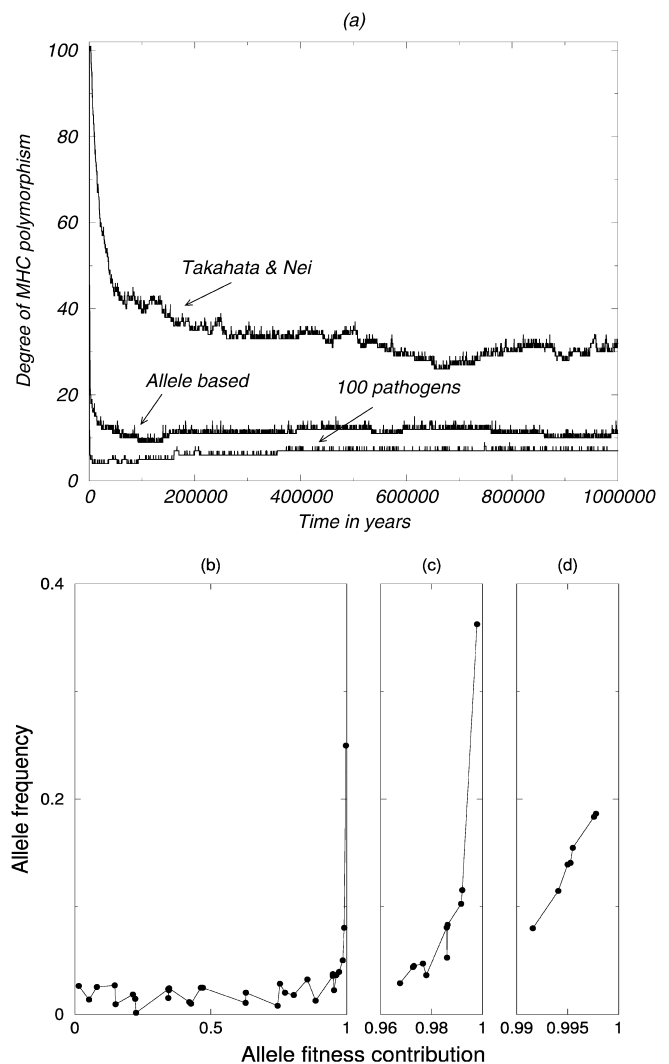 (a)
Degree of MHC polymorphism
100
80
60
40
20
0
Takahata & Nei
Allele based
100 pathogens
0 200000 400000 600000 800000 1000000
Time in years
(b) (c) (d)
Allele frequency
0.4
0.2
0
0 0.5 1 0.96 0.98 1 0.99 0.995 1
Allele fitness contribution